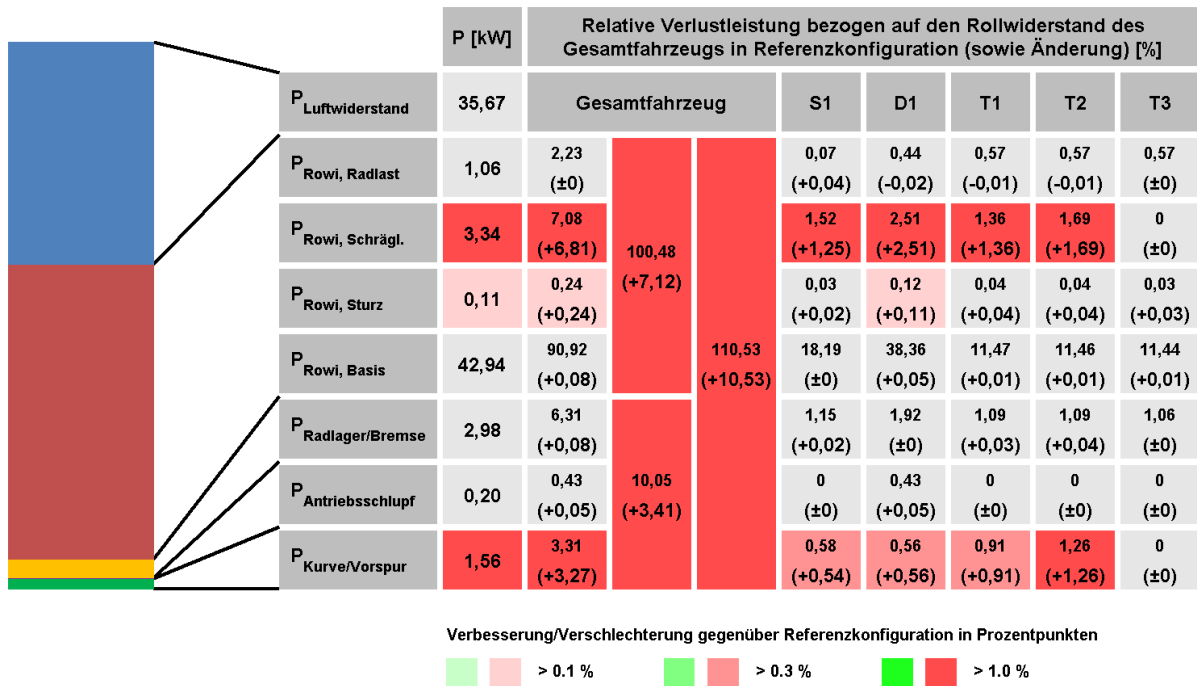 P [kW]
Relative Verlustleistung bezogen auf den Rollwiderstand des
Gesamtfahrzeugs in Referenzkonfiguration (sowie Änderung) [%]
P Luftwiderstand 35,67 Gesamtfahrzeug S1 D1 T1 T2 T3
P Rowi, Radlast 1,06 2,23 0,07 0,44 0,57 0,57 0,57
(±0) (+0,04) (-0,02) (-0,01) (-0,01) (±0)
P Rowi, Schrägl. 3,34 7,08 1,52 2,51 1,36 1,69 0
(+6,81) (+1,25) (+2,51) (+1,36) (+1,69) (±0)
100,48
(+7,12)
P Rowi, Sturz 0,11 0,24 0,03 0,12 0,04 0,04 0,03
(+0,24) (+0,02) (+0,11) (+0,04) (+0,04) (+0,03)
P Rowi, Basis 42,94 90,92 18,19 38,36 11,47 11,46 11,44
(+0,08) (±0) (+0,05) (+0,01) (+0,01) (+0,01)
110,53
(+10,53)
P Radlager/Bremse 2,98 6,31 1,15 1,92 1,09 1,09 1,06
(+0,08) (+0,02) (±0) (+0,03) (+0,04) (±0)
P Antriebsschlupf 0,20 0,43 0 0,43 0 0 0
(+0,05) (±0) (+0,05) (±0) (±0) (±0)
10,05
(+3,41)
P Kurve/Vorspur 1,56 3,31 0,58 0,56 0,91 1,26 0
(+3,27) (+0,54) (+0,56) (+0,91) (+1,26) (±0)
Verbesserung/Verschlechterung gegenüber Referenzkonfiguration in Prozentpunkten
> 0.1 % > 0.3 % > 1.0 %